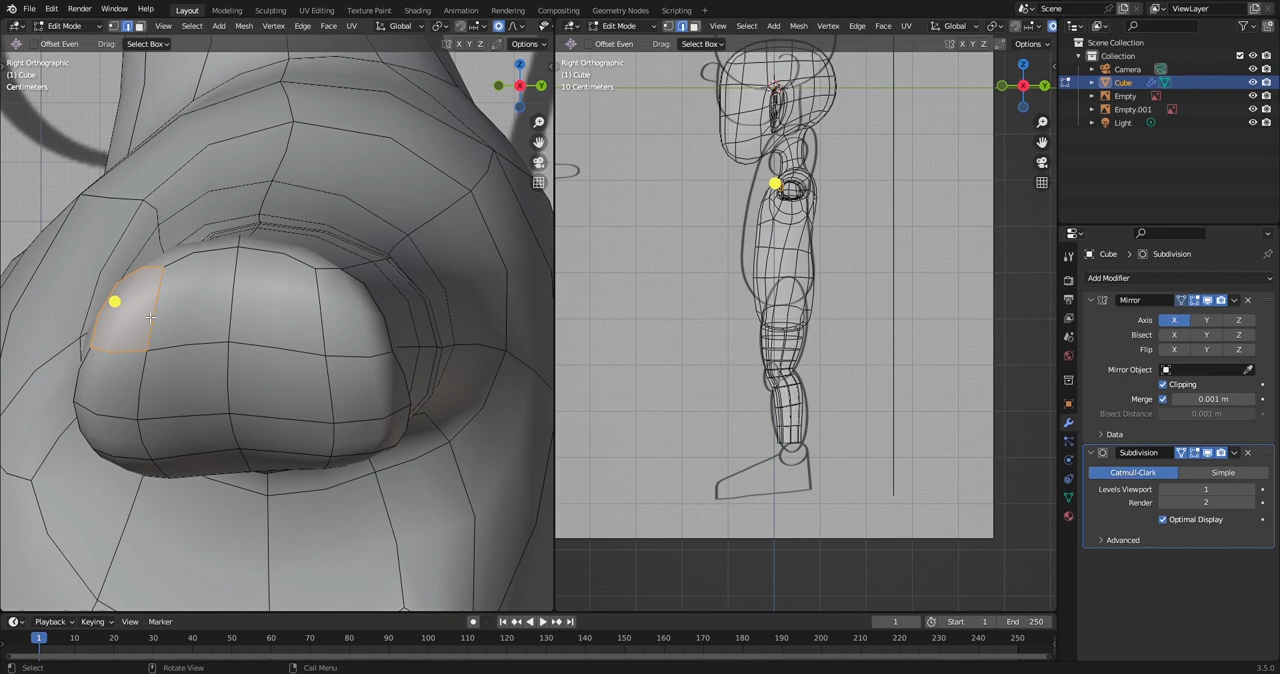 File Edit Render Window Help Layout Modeling Sculpting UV Editing Texture Paint Shading Animation Rendering Compositing Geometry Nodes Scripting + Scene ViewLayer
Edit Mode View Select Add Mesh Vertex Edge Face UV Global Edit Mode View Select Add Mesh Vertex Edge Face UV Global
Offset Even Drag: Select Box X Y Z Options Offset Even Drag: Select Box X Y Z Options
Right Orthographic
(1) Cube
Centimeters
Z
Y
X
Right Orthographic
(1) Cube
10 Centimeters
Z
Y
X
Scene Collection
Collection
Camera
Cube
Empty
Empty.001
Light
Cube Subdivision
Add Modifier
Mirror
Axis X Y Z
Bisect X Y Z
Flip X Y Z
Mirror Object
Clipping
Merge 0.001 m
Bisect Distance 0.001 m
Data
Subdivision
Catmull-Clark Simple
Levels Viewport 1
Render 2
Optimal Display
Advanced
Playback Keying View Marker 1 Start 1 End 250
1 10 20 30 40 50 60 70 80 90 100 110 120 130 140 150 160 170 180 190 200 210 220 230 240 250
Select Rotate View Call Menu 3.5.0